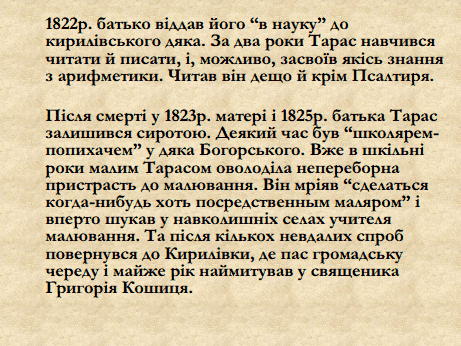 1822р. батько віддав його “в науку” до
кирилівського дяка. За два роки Тарас навчився
читати й писати, і, можливо, засвоїв якісь знання
з арифметики. Читав він дещо й крім Псалтиря.
Після смерті у 1823р. матері і 1825р. батька Тарас
залишився сиротою. Деякий час був “школярем-
попихачем” у дяка Богорського. Вже в шкільні
роки малим Тарасом оволоділа непереборна
пристрасть до малювання. Він мріяв “сделаться
когда-нибудь хоть посредственным маляром” і
вперто шукав у навколишніх селах учителя
малювання. Та після кількох невдалих спроб
повернувся до Кирилівки, де пас громадську
череду і майже рік наймитував у священика
Григорія Кошиця.